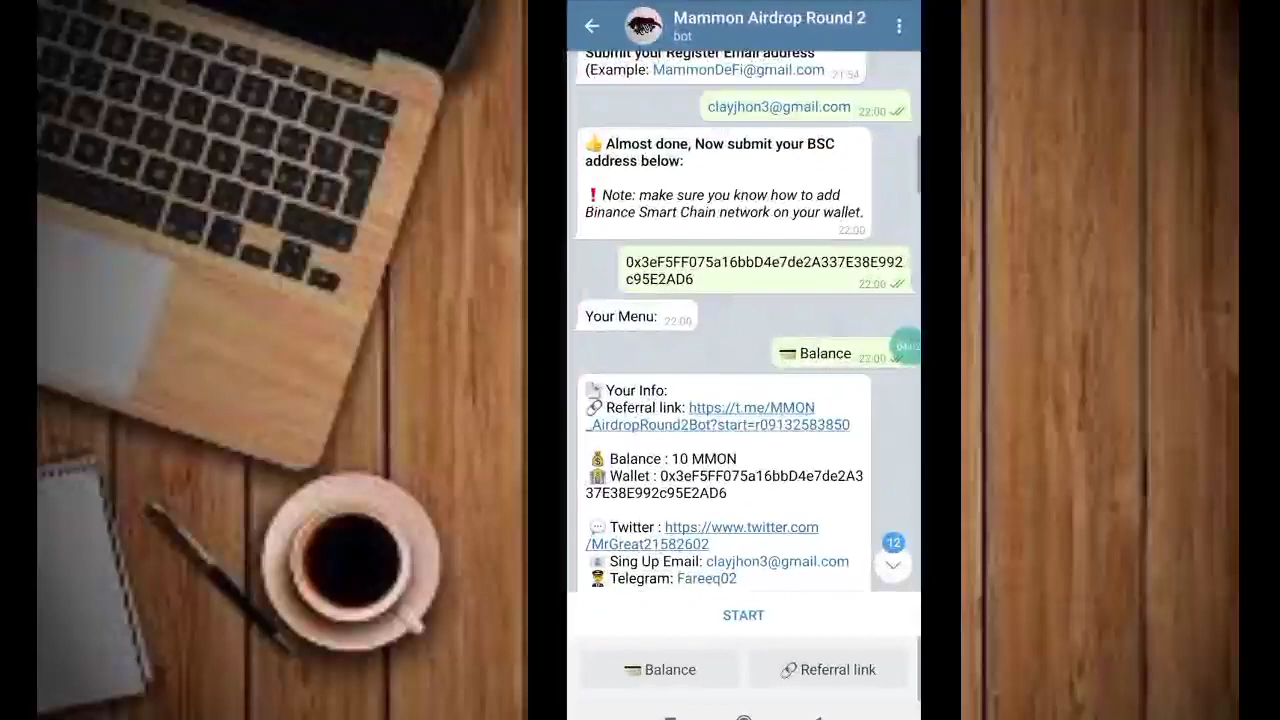 Mammon Airdrop Round 2
bot
Submit your Register Email address
(Example: MammonDeFi@gmail.com 21:54
clayjhon3@gmail.com 22:00
👍 Almost done, Now submit your BSC
address below:
❗ Note: make sure you know how to add
Binance Smart Chain network on your wallet.
22:00
0x3eF5FF075a16bbD4e7de2A337E38E992
c95E2AD6 22:00
Your Menu: 22:00
💳 Balance 22:00
Your Info:
🔗 Referral link: https://t.me/MMON
_AirdropRound2Bot?start=r09132583850
💰 Balance : 10 MMON
Wallet : 0x3eF5FF075a16bbD4e7de2A3
37E38E992c95E2AD6
💬 Twitter : https://www.twitter.com
/MrGreat21582602
Sing Up Email: clayjhon3@gmail.com
Telegram: Fareeq02
12
START
💳 Balance
🔗 Referral link